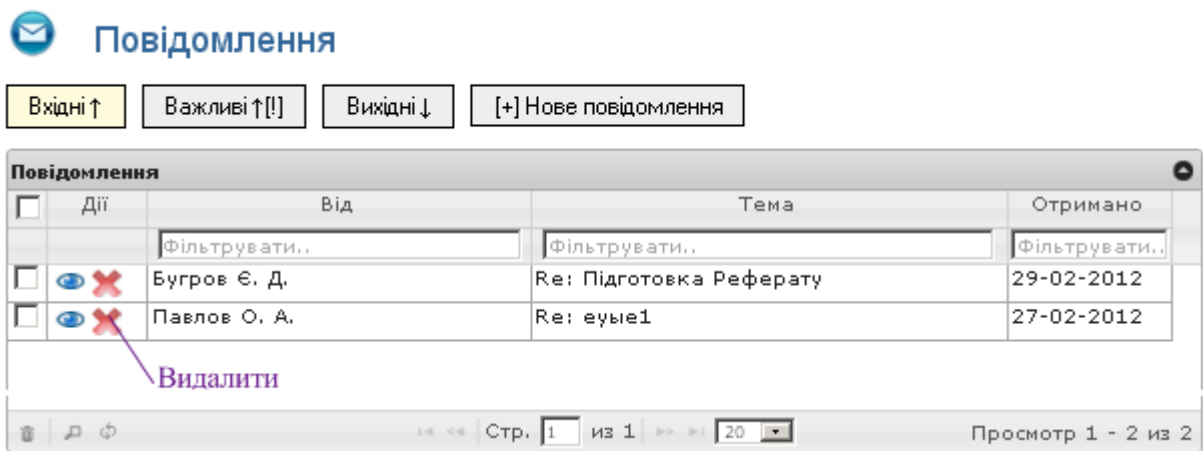 Повідомлення
Вхідні↑ Важливі↑[!] Вихідні↓ [+] Нове повідомлення
Повідомлення
Дії Від Тема Отримано
Фільтрувати.. Фільтрувати.. Фільтрувати..
Бугров Є. Д. Re: Підготовка Реферату 29-02-2012
Павлов О. А. Re: еуые1 27-02-2012
Видалити
Стр. 1 из 1 20 Просмотр 1 - 2 из 2